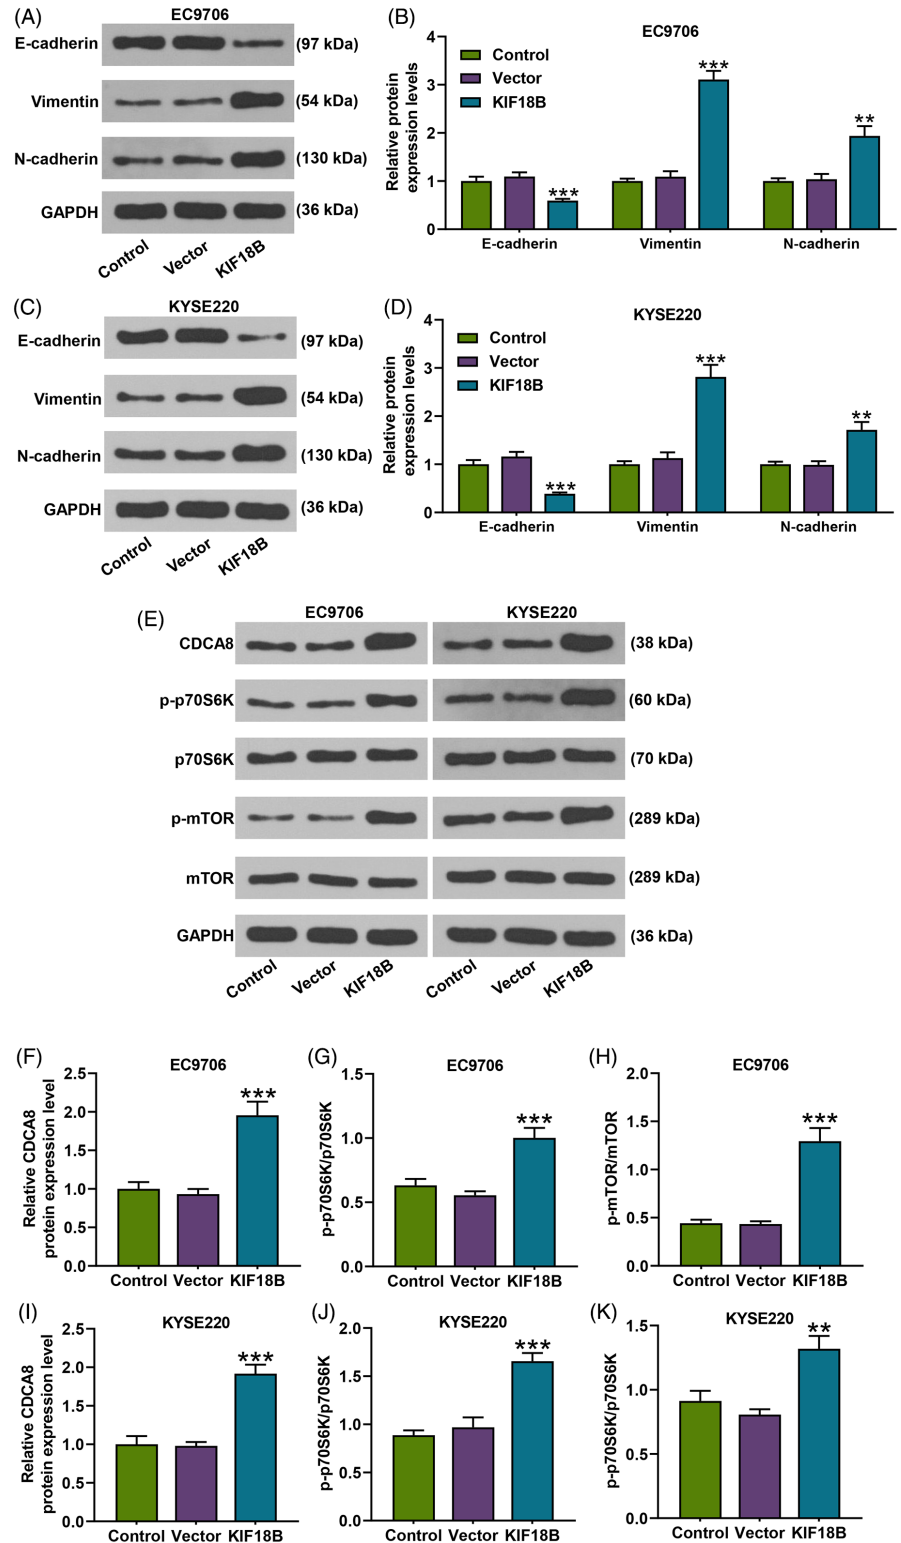 (A)
EC9706
E-cadherin
(97 kDa)
Vimentin
(54 kDa)
N-cadherin
(130 kDa)
GAPDH
(36 kDa)
Control
Vector
KIF18B
(B)
EC9706
Relative protein
expression levels
4
3
2
1
0
Control
Vector
KIF18B
***
***
**
E-cadherin
Vimentin
N-cadherin
(C)
KYSE220
E-cadherin
(97 kDa)
Vimentin
(54 kDa)
N-cadherin
(130 kDa)
GAPDH
(36 kDa)
Control
Vector
KIF18B
(D)
KYSE220
Relative protein
expression levels
4
3
2
1
0
Control
Vector
KIF18B
***
***
**
E-cadherin
Vimentin
N-cadherin
(E)
EC9706
KYSE220
CDCA8
(38 kDa)
p-p70S6K
(60 kDa)
p70S6K
(70 kDa)
p-mTOR
(289 kDa)
mTOR
(289 kDa)
GAPDH
(36 kDa)
Control
Vector
KIF18B
Control
Vector
KIF18B
(F)
EC9706
Relative CDCA8
protein expression level
2.5
2.0
1.5
1.0
0.5
0.0
***
Control Vector KIF18B
(G)
EC9706
p-p70S6K/p70S6K
1.5
1.0
0.5
0.0
***
Control Vector KIF18B
(H)
EC9706
p-mTOR/mTOR
2.0
1.5
1.0
0.5
0.0
***
Control Vector KIF18B
(I)
KYSE220
Relative CDCA8
protein expression level
2.5
2.0
1.5
1.0
0.5
0.0
***
Control Vector KIF18B
(J)
KYSE220
p-p70S6K/p70S6K
2.0
1.5
1.0
0.5
0.0
***
Control Vector KIF18B
(K)
KYSE220
p-p70S6K/p70S6K
1.5
1.0
0.5
0.0
**
Control Vector KIF18B